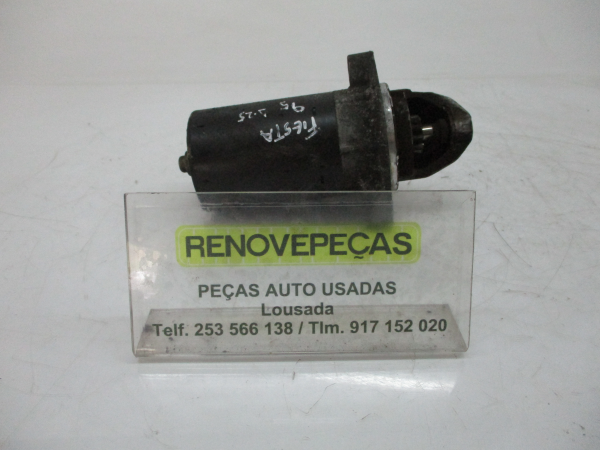 FIESTA
95 1.25
RENOVEPEÇAS
PEÇAS AUTO USADAS
Lousada
Telf. 253 566 138 / Tlm. 917 152 020